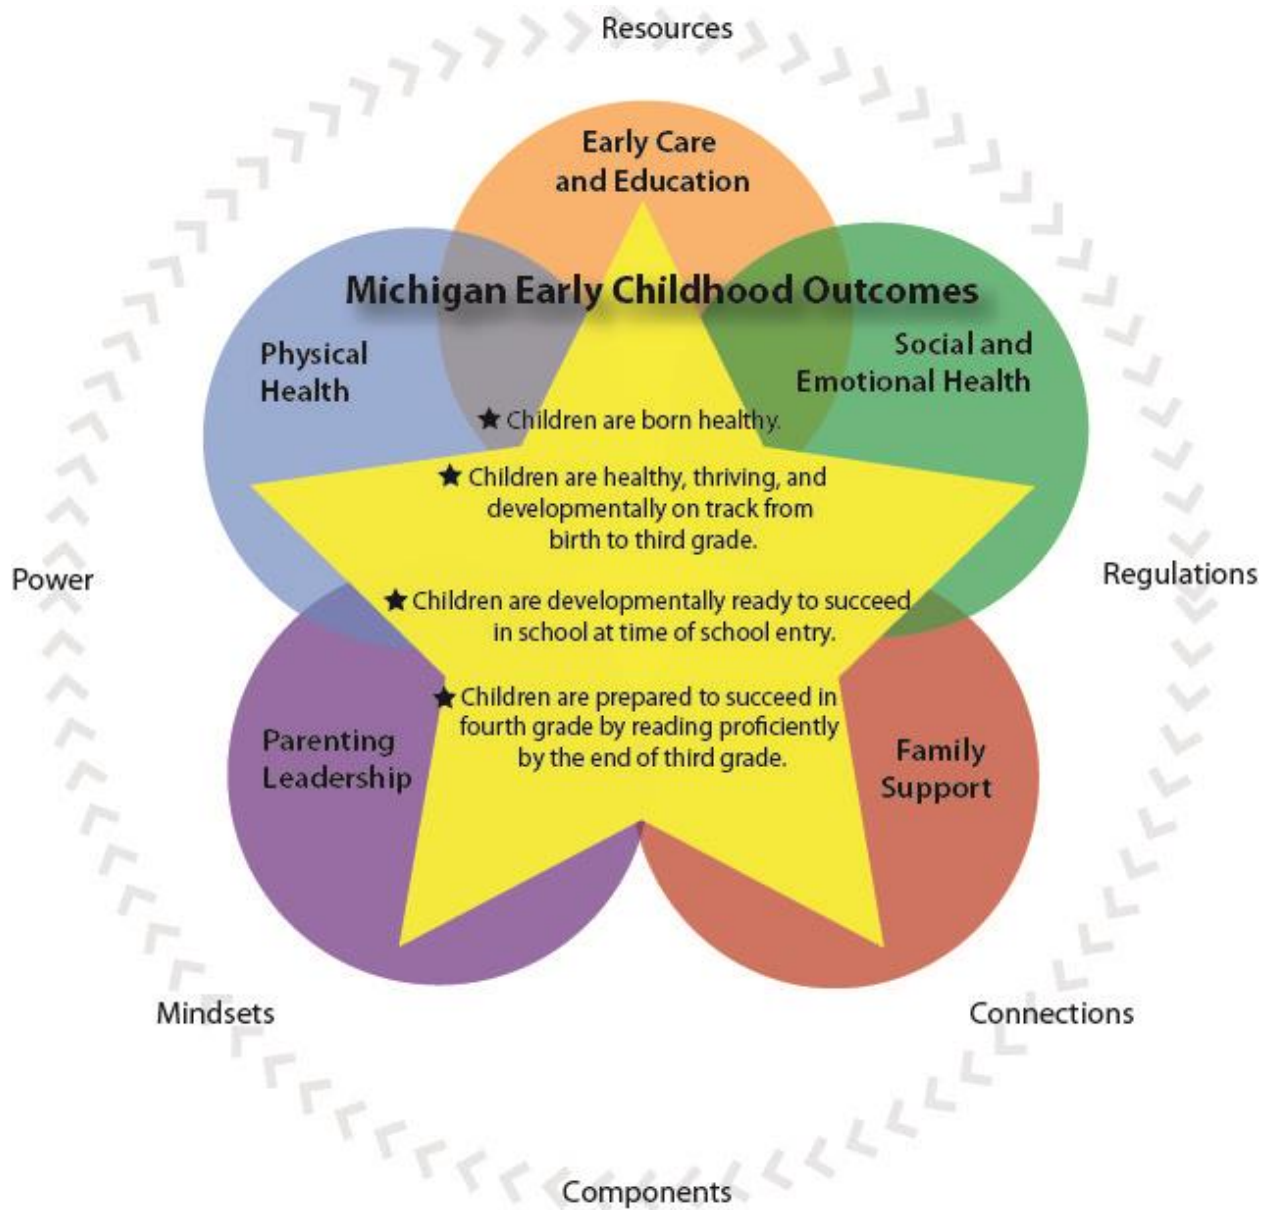 Resources
Early Care
and Education
Michigan Early Childhood Outcomes
Physical
Health
Social and
Emotional Health
★ Children are born healthy.
★ Children are healthy, thriving, and
developmentally on track from
birth to third grade.
Power
Regulations
★ Children are developmentally ready to succeed
in school at time of school entry.
★ Children are prepared to succeed in
fourth grade by reading proficiently
by the end of third grade.
Parenting
Leadership
Family
Support
Mindsets
Connections
Components